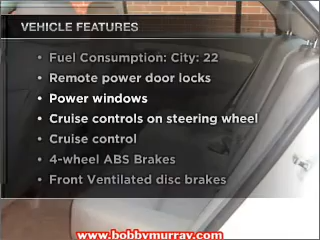 VEHICLE FEATURES
• Fuel Consumption: City: 22
• Remote power door locks
• Power windows
• Cruise controls on steering wheel
• Cruise control
• 4-wheel ABS Brakes
• Front Ventilated disc brakes
www.bobbymurray.com